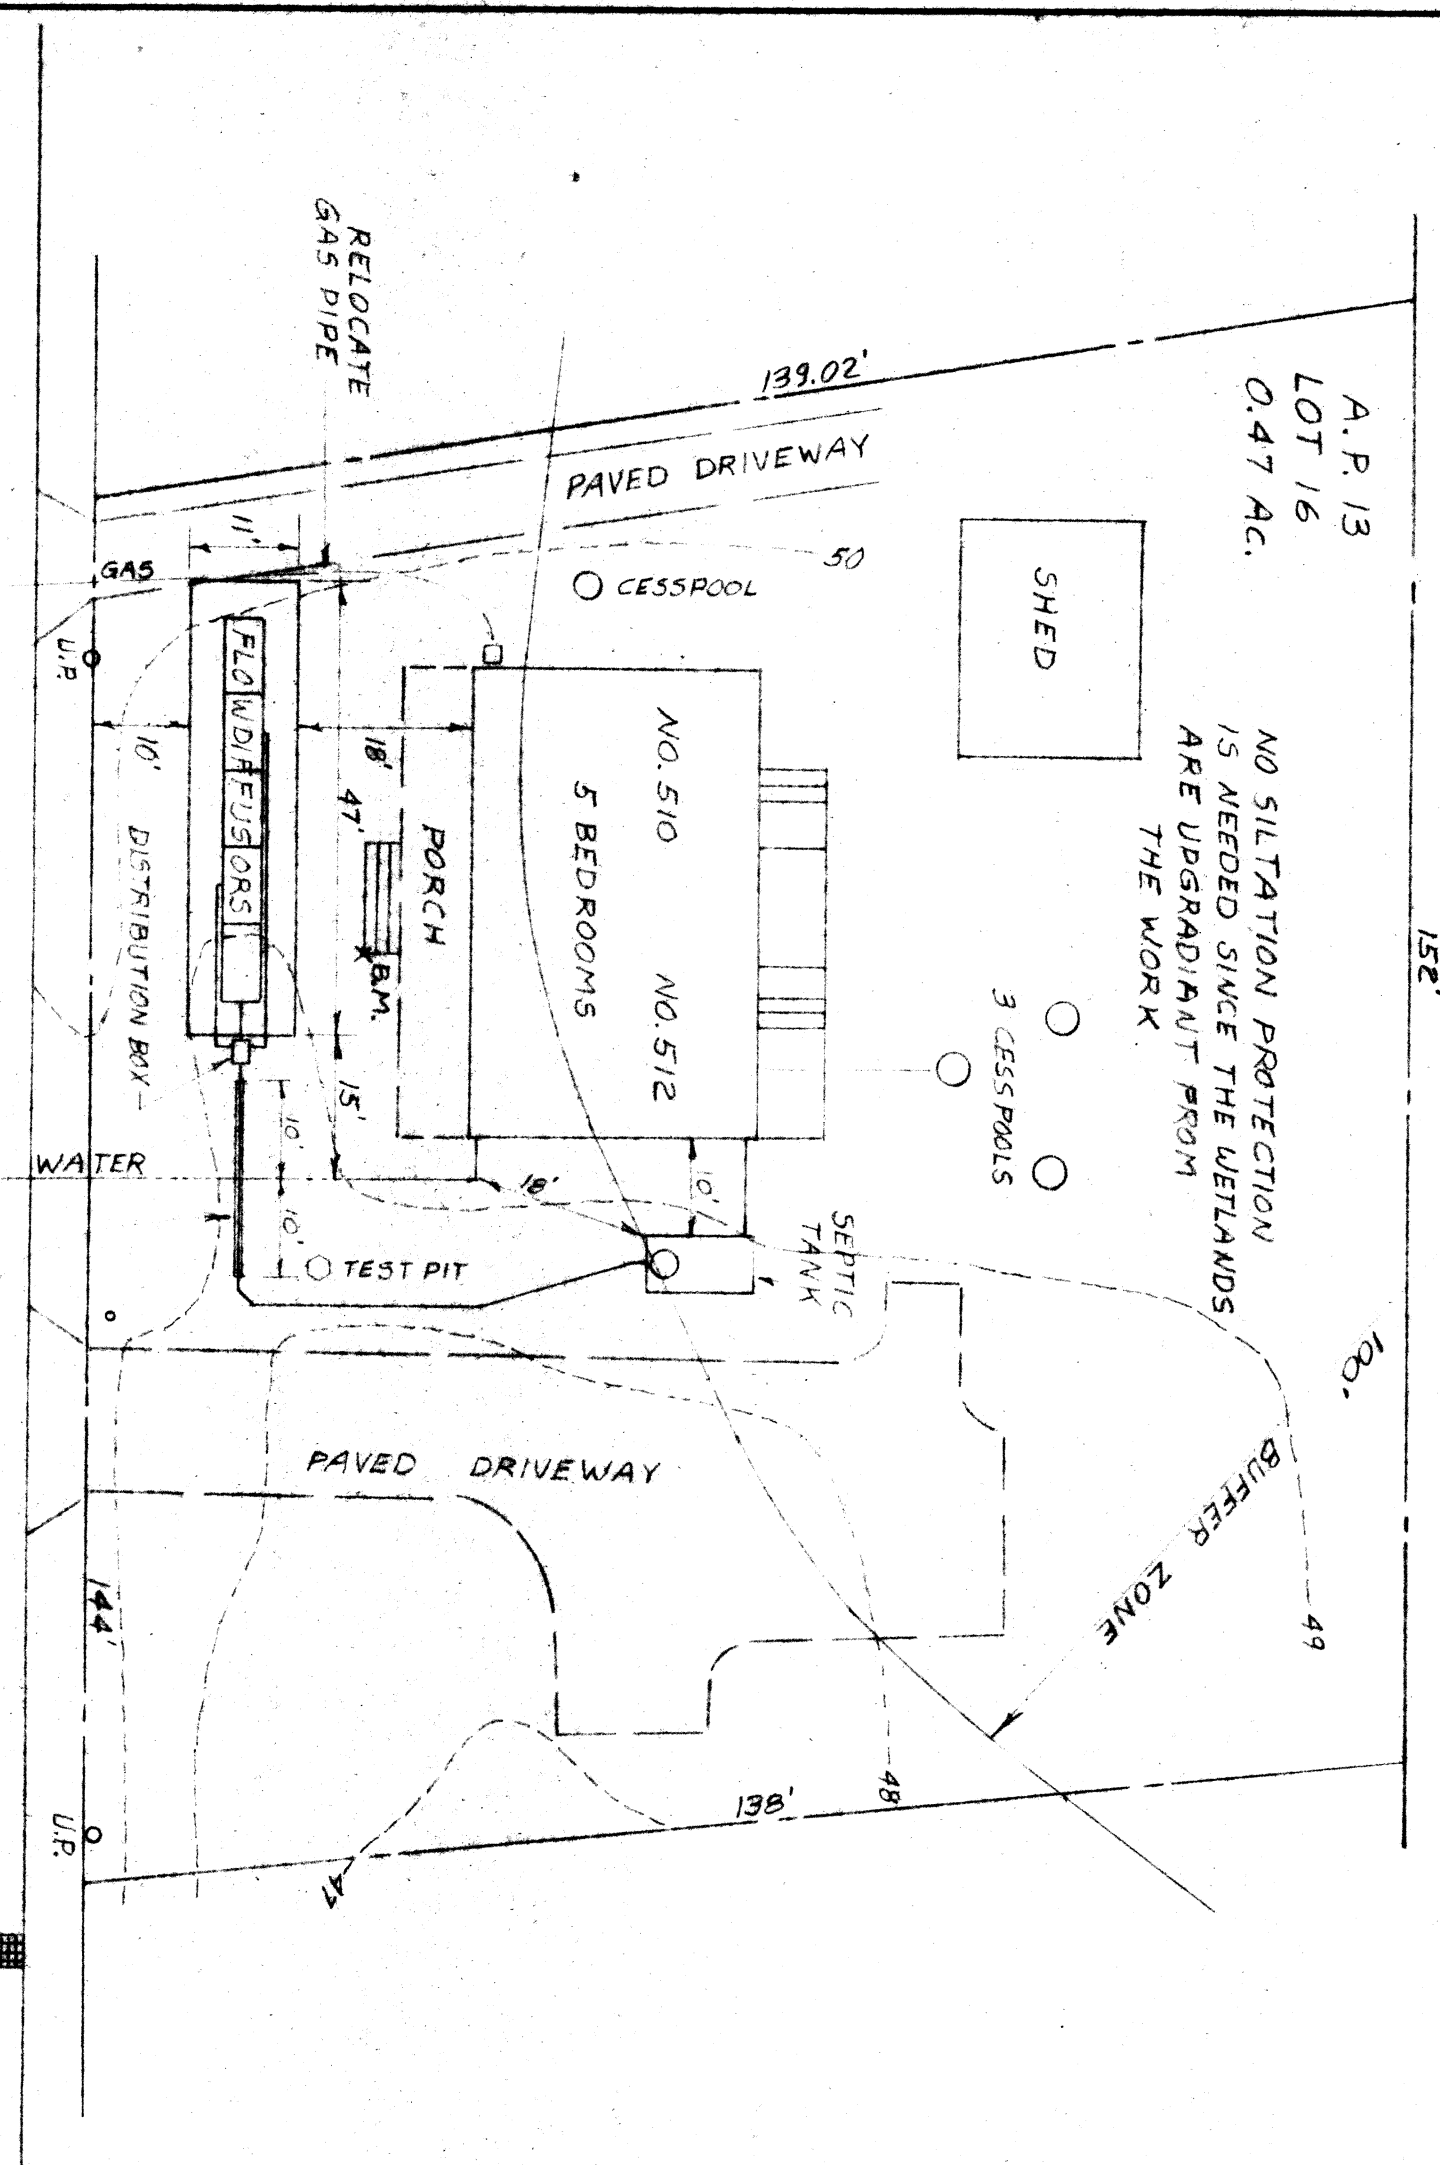 A.P. 13
LOT 16
0.47 Ac.
152'
NO SILTATION PROTECTION
IS NEEDED SINCE THE WETLANDS
ARE UPGRADIANT FROM
THE WORK
100'
BUFFER ZONE
49
SHED
3 CESSPOOLS
139.02'
PAVED DRIVEWAY
50
CESSPOOL
RELOCATE
GAS PIPE
NO. 510
NO. 512
5 BEDROOMS
PORCH
B.M.
SEPTIC
TANK
10'
18'
18'
47'
15'
11'
GAS
U.P.
FLOWDIFFUSORS
10'
DISTRIBUTION BOX
10'
10'
WATER
TEST PIT
PAVED DRIVEWAY
144'
138'
48
47
U.P.